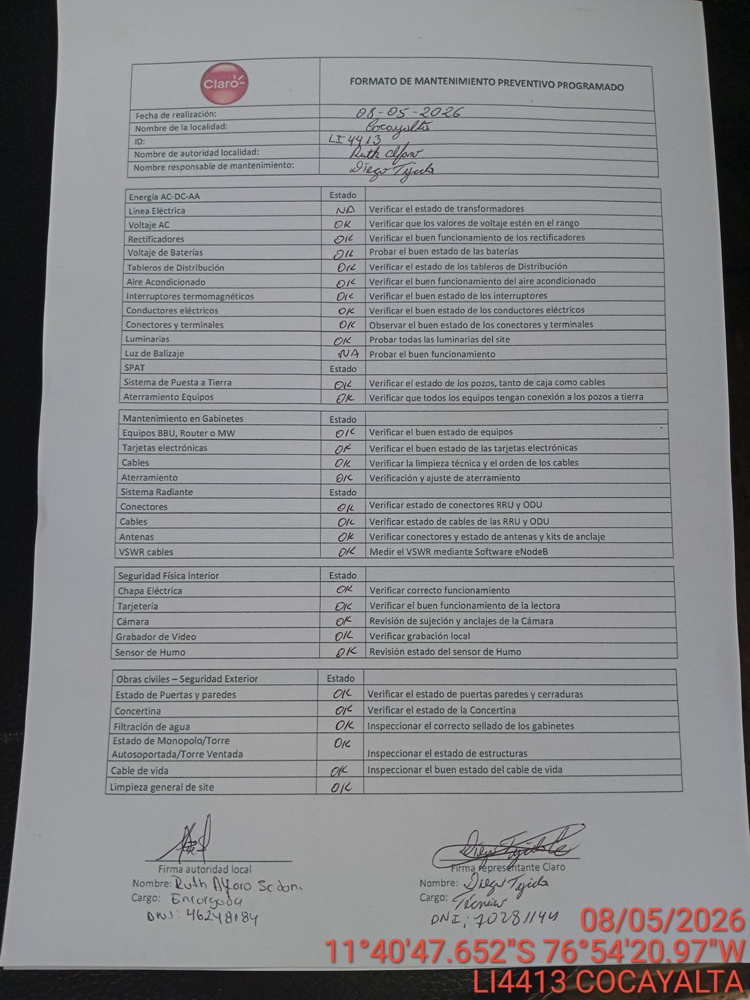 Claro
FORMATO DE MANTENIMIENTO PREVENTIVO PROGRAMADO
Fecha de realización: 08-05-2026
Nombre de la localidad: Cocayalta
ID: LI4413
Nombre de autoridad localidad: Ruth Alfaro
Nombre responsable de mantenimiento: Diego Tejida
Energía AC-DC-AA Estado
Línea Eléctrica NA Verificar el estado de transformadores
Voltaje AC OK Verificar que los valores de voltaje estén en el rango
Rectificadores OK Verificar el buen funcionamiento de los rectificadores
Voltaje de Baterías OK Probar el buen estado de las baterías
Tableros de Distribución OK Verificar el estado de los tableros de Distribución
Aire Acondicionado OK Verificar el buen funcionamiento del aire acondicionado
Interruptores termomagnéticos OK Verificar el buen estado de los interruptores
Conductores eléctricos OK Verificar el buen estado de los conductores eléctricos
Conectores y terminales OK Observar el buen estado de los conectores y terminales
Luminarias OK Probar todas las luminarias del site
Luz de Balizaje NA Probar el buen funcionamiento
SPAT Estado
Sistema de Puesta a Tierra OK Verificar el estado de los pozos, tanto de caja como cables
Aterramiento Equipos OK Verificar que todos los equipos tengan conexión a los pozos a tierra
Mantenimiento en Gabinetes Estado
Equipos BBU, Router o MW OK Verificar el buen estado de equipos
Tarjetas electrónicas OK Verificar el buen estado de las tarjetas electrónicas
Cables OK Verificar la limpieza técnica y el orden de los cables
Aterramiento OK Verificación y ajuste de aterramiento
Sistema Radiante Estado
Conectores OK Verificar estado de conectores RRU y ODU
Cables OK Verificar estado de cables de las RRU y ODU
Antenas OK Verificar conectores y estado de antenas y kits de anclaje
VSWR cables OK Medir el VSWR mediante Software eNodeB
Seguridad Física interior Estado
Chapa Eléctrica OK Verificar correcto funcionamiento
Tarjetería OK Verificar el buen funcionamiento de la lectora
Cámara OK Revisión de sujeción y anclajes de la Cámara
Grabador de Video OK Verificar grabación local
Sensor de Humo OK Revisión estado del sensor de Humo
Obras civiles – Seguridad Exterior Estado
Estado de Puertas y paredes OK Verificar el estado de puertas paredes y cerraduras
Concertina OK Verificar el estado de la Concertina
Filtración de agua OK Inspeccionar el correcto sellado de los gabinetes
Estado de Monopolo/Torre OK
Autosoportada/Torre Ventada Inspeccionar el estado de estructuras
Cable de vida OK Inspeccionar el buen estado del cable de vida
Limpieza general de site OK
Firma autoridad local Firma representante Claro
Nombre: Ruth Alfaro Nombre: Diego Tejida
Cargo: Encargada Cargo: Técnico
DNI: 46248184 DNI: 70281144
08/05/2026
11°40'47.652"S 76°54'20.97"W
LI4413 COCAYALTA